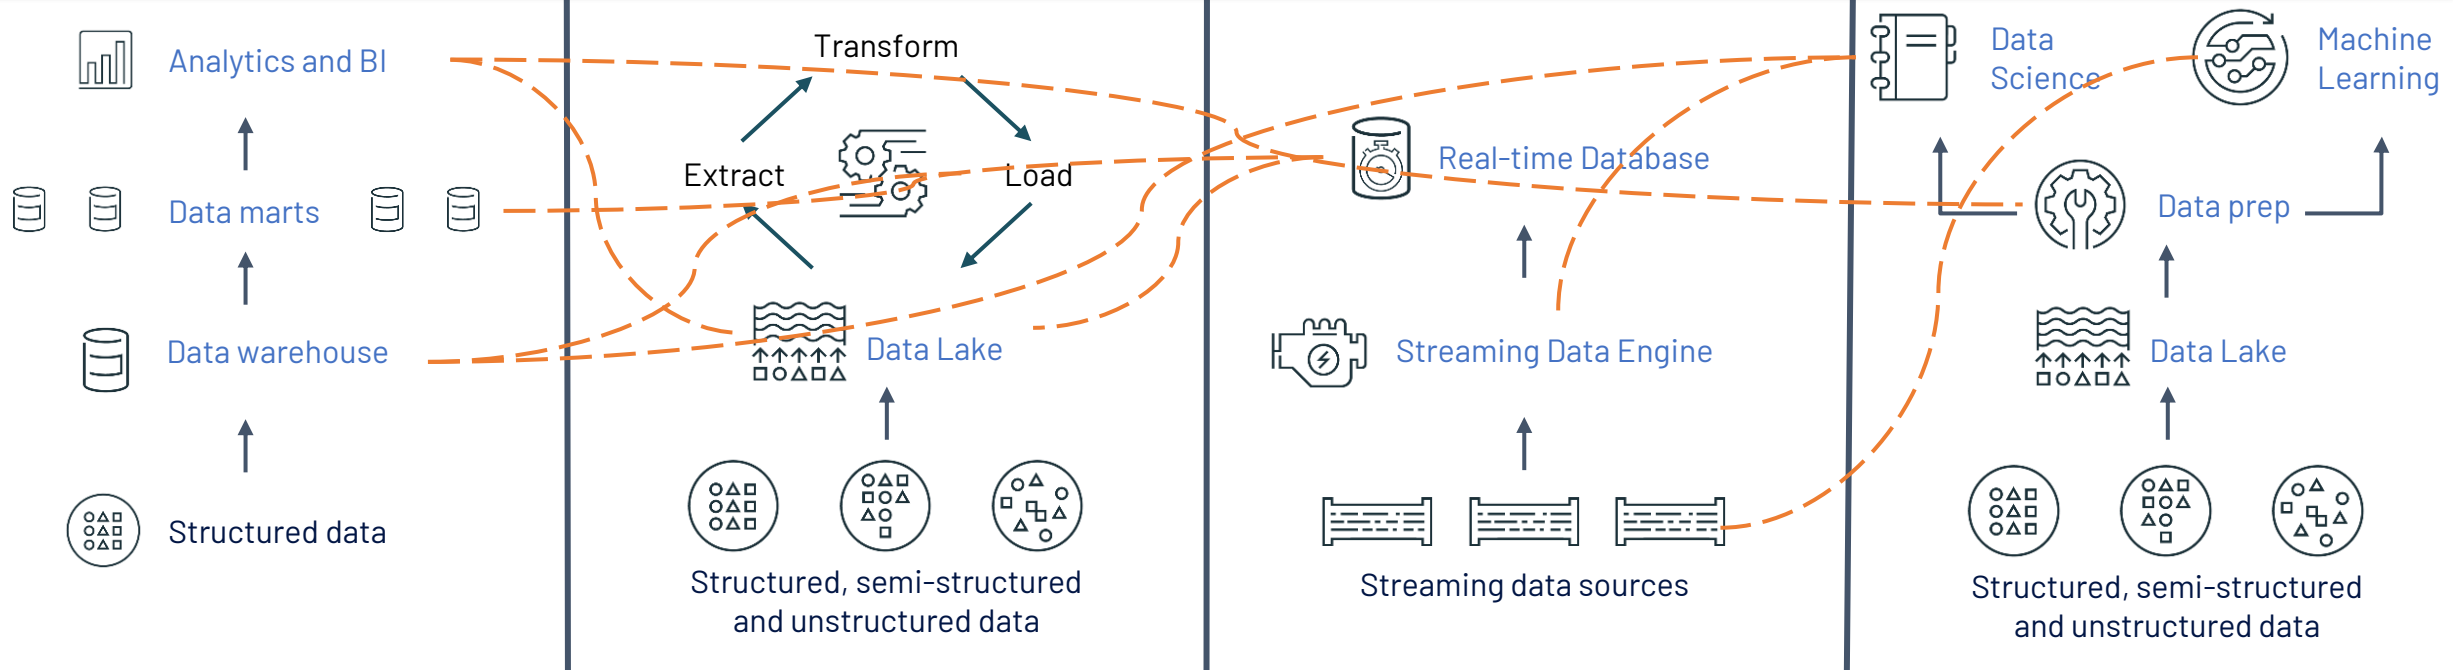 Analytics and BI
Data marts
Data warehouse
Structured data
Transform
Extract
Load
Data Lake
Structured, semi-structured
and unstructured data
Real-time Database
Streaming Data Engine
Streaming data sources
Data
Science
Machine
Learning
Data prep
Data Lake
Structured, semi-structured
and unstructured data